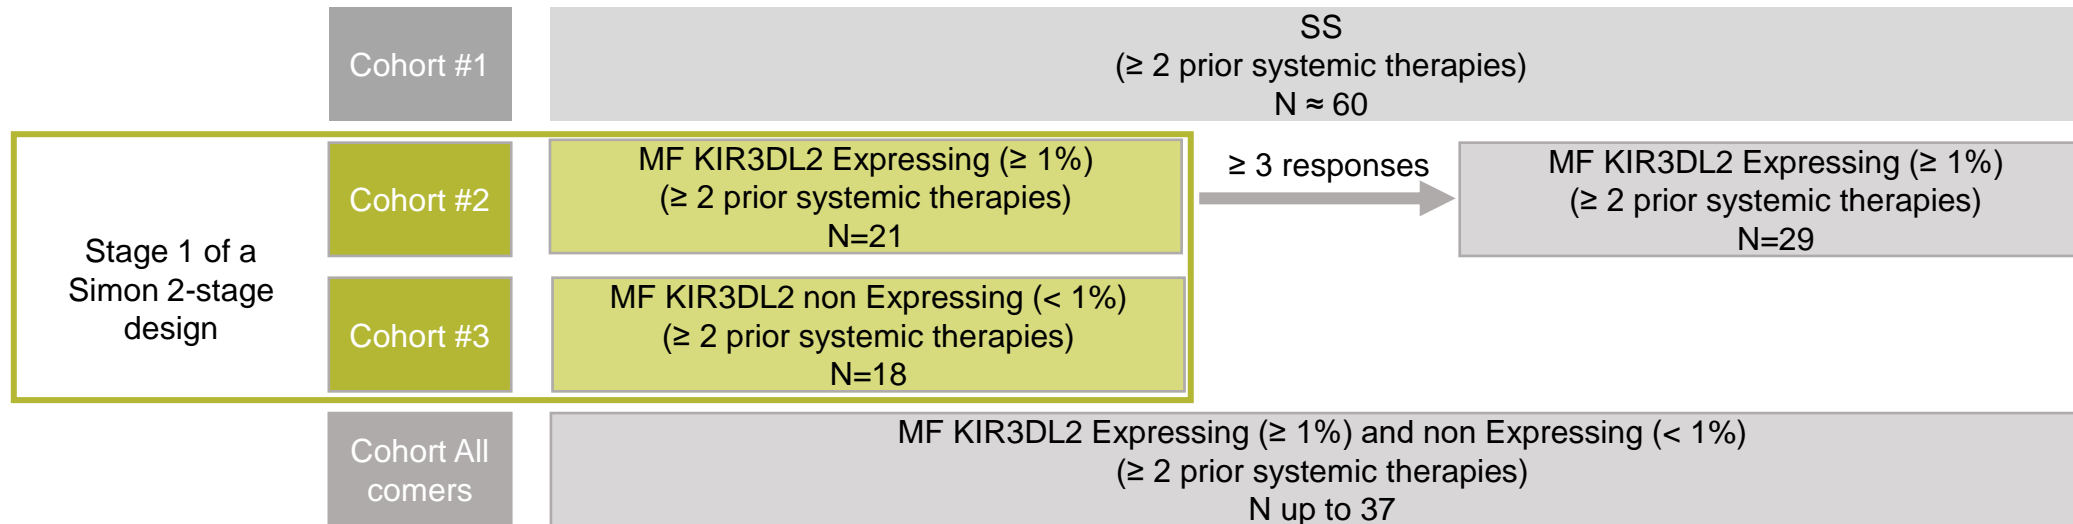 Cohort #1
SS
(≥ 2 prior systemic therapies)
N ≈ 60
Stage 1 of a
Simon 2-stage
design
Cohort #2
MF KIR3DL2 Expressing (≥ 1%)
(≥ 2 prior systemic therapies)
N=21
≥ 3 responses
MF KIR3DL2 Expressing (≥ 1%)
(≥ 2 prior systemic therapies)
N=29
Cohort #3
MF KIR3DL2 non Expressing (< 1%)
(≥ 2 prior systemic therapies)
N=18
Cohort All
comers
MF KIR3DL2 Expressing (≥ 1%) and non Expressing (< 1%)
(≥ 2 prior systemic therapies)
N up to 37